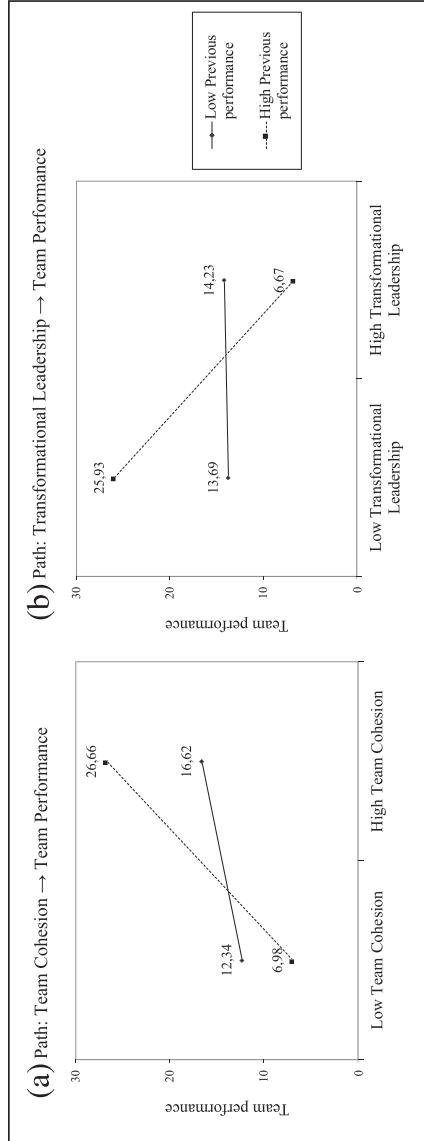 (a) Path: Team Cohesion → Team Performance
30
20
10
0
Team performance
26,66
16,62
12,34
6,98
Low Team Cohesion
High Team Cohesion
(b) Path: Transformational Leadership → Team Performance
30
20
10
0
Team performance
25,93
13,69
14,23
6,67
Low Transformational
Leadership
High Transformational
Leadership
Low Previous
performance
High Previous
performance